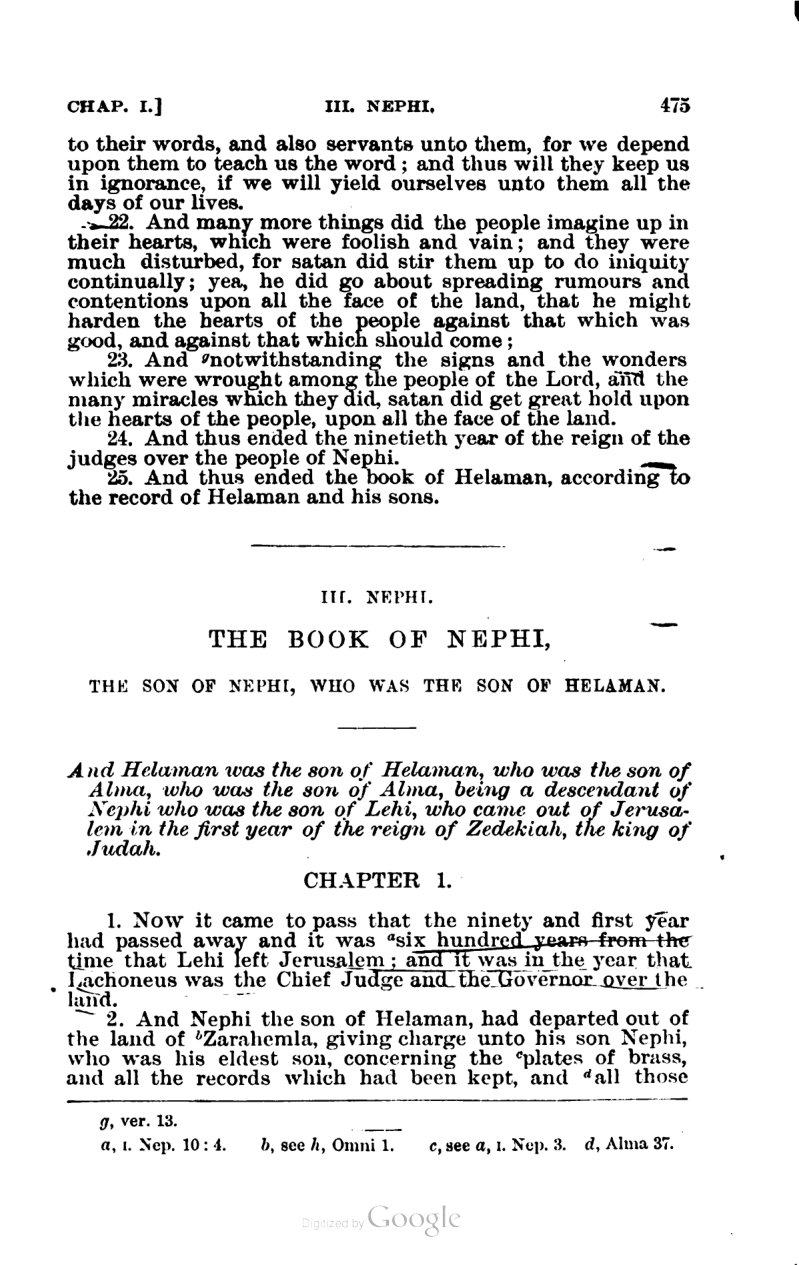 CHAP. I.] III. NEPHI. 475
to their words, and also servants unto them, for we depend
upon them to teach us the word; and thus will they keep us
in ignorance, if we will yield ourselves unto them all the
days of our lives.
22. And many more things did the people imagine up in
their hearts, which were foolish and vain; and they were
much disturbed, for satan did stir them up to do iniquity
continually; yea, he did go about spreading rumours and
contentions upon all the face of the land, that he might
harden the hearts of the people against that which was
good, and against that which should come;
23. And gnotwithstanding the signs and the wonders
which were wrought among the people of the Lord, and the
many miracles which they did, satan did get great hold upon
the hearts of the people, upon all the face of the land.
24. And thus ended the ninetieth year of the reign of the
judges over the people of Nephi.
25. And thus ended the book of Helaman, according to
the record of Helaman and his sons.
III. NEPHI.
THE BOOK OF NEPHI,
THE SON OF NEPHI, WHO WAS THE SON OF HELAMAN.
And Helaman was the son of Helaman, who was the son of
Alma, who was the son of Alma, being a descendant of
Nephi who was the son of Lehi, who came out of Jerusa-
lem in the first year of the reign of Zedekiah, the king of
Judah.
CHAPTER 1.
1. Now it came to pass that the ninety and first year
had passed away and it was asix hundred years from the
time that Lehi left Jerusalem; and it was in the year that
Lachoneus was the Chief Judge and the Governor over the
land.
2. And Nephi the son of Helaman, had departed out of
the land of bZarahemla, giving charge unto his son Nephi,
who was his eldest son, concerning the cplates of brass,
and all the records which had been kept, and dall those
g, ver. 13.
a, I. Nep. 10:4. b, see h, Omni 1. c, see a, I. Nep. 3. d, Alma 37.
Digitized by Google